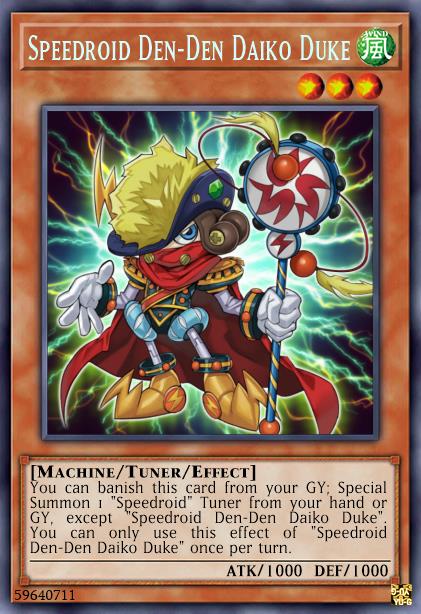 Speedroid Den-Den Daiko Duke
WIND
風
[Machine/Tuner/Effect]
You can banish this card from your GY; Special
Summon 1 "Speedroid" Tuner from your hand or
GY, except "Speedroid Den-Den Daiko Duke".
You can only use this effect of "Speedroid
Den-Den Daiko Duke" once per turn.
ATK/1000 DEF/1000
59640711